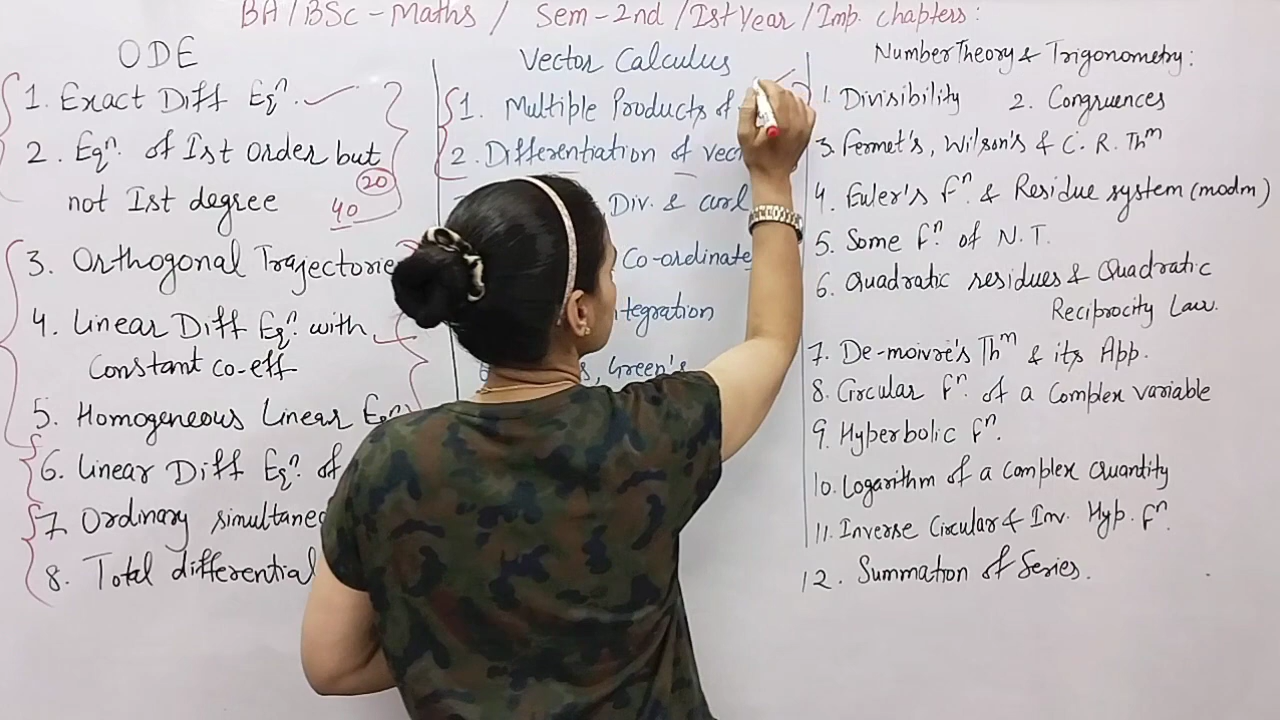 BA/BSc-Maths / Sem-2nd /Ist Year /Imp. chapters:
ODE
1. Exact Diff Eqⁿ.
2. Eqⁿ. of Ist order but
not Ist degree
20
40
3. Orthogonal Trajectorie
4. Linear Diff Eqⁿ. with
Constant co-eff
5. Homogeneous Linear Eqⁿ
6. Linear Diff Eqⁿ. of
7. Ordinary simultane
8. Total differential
Vector Calculus
1. Multiple Products of
2. Differentiation of vec
Div. & curl
Co-ordinate
tegration
Green's
Number Theory & Trigonometry:
1. Divisibility 2. Congruences
3. Fermet's, Wilson's & C. R. Thᵐ
4. Euler's fⁿ. & Residue system (modm)
5. Some fⁿ. of N.T.
6. Quadratic residues & Quadratic
Reciprocity Law.
7. De-moivre's Thᵐ & its App.
8. Circular fⁿ. of a Complex variable
9. Hyperbolic fⁿ.
10. Logarithm of a complex quantity
11. Inverse Circular & Inv. Hyp. fⁿ.
12. Summation of Series.